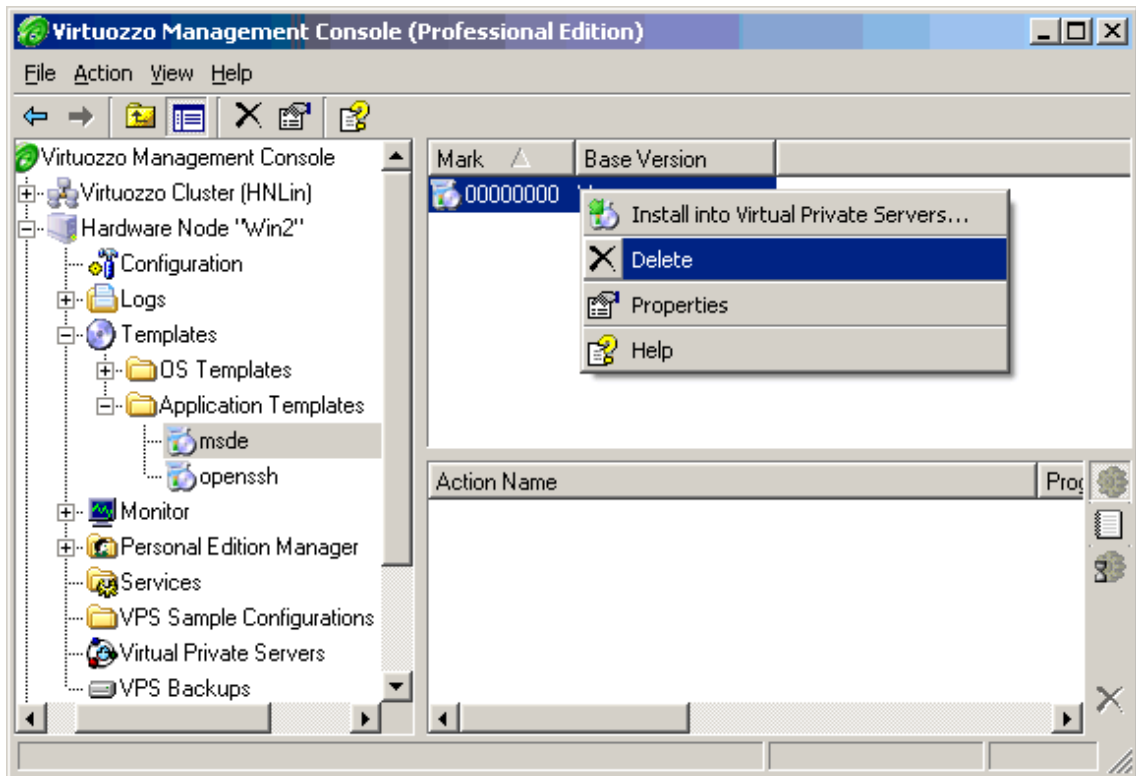 Virtuozzo Management Console (Professional Edition)
File Action View Help
Virtuozzo Management Console
Virtuozzo Cluster (HNLin)
Hardware Node "Win2"
Configuration
Logs
Templates
OS Templates
Application Templates
msde
openssh
Monitor
Personal Edition Manager
Services
VPS Sample Configurations
Virtual Private Servers
VPS Backups
Mark Base Version
00000000
Install into Virtual Private Servers...
Delete
Properties
Help
Action Name Prog